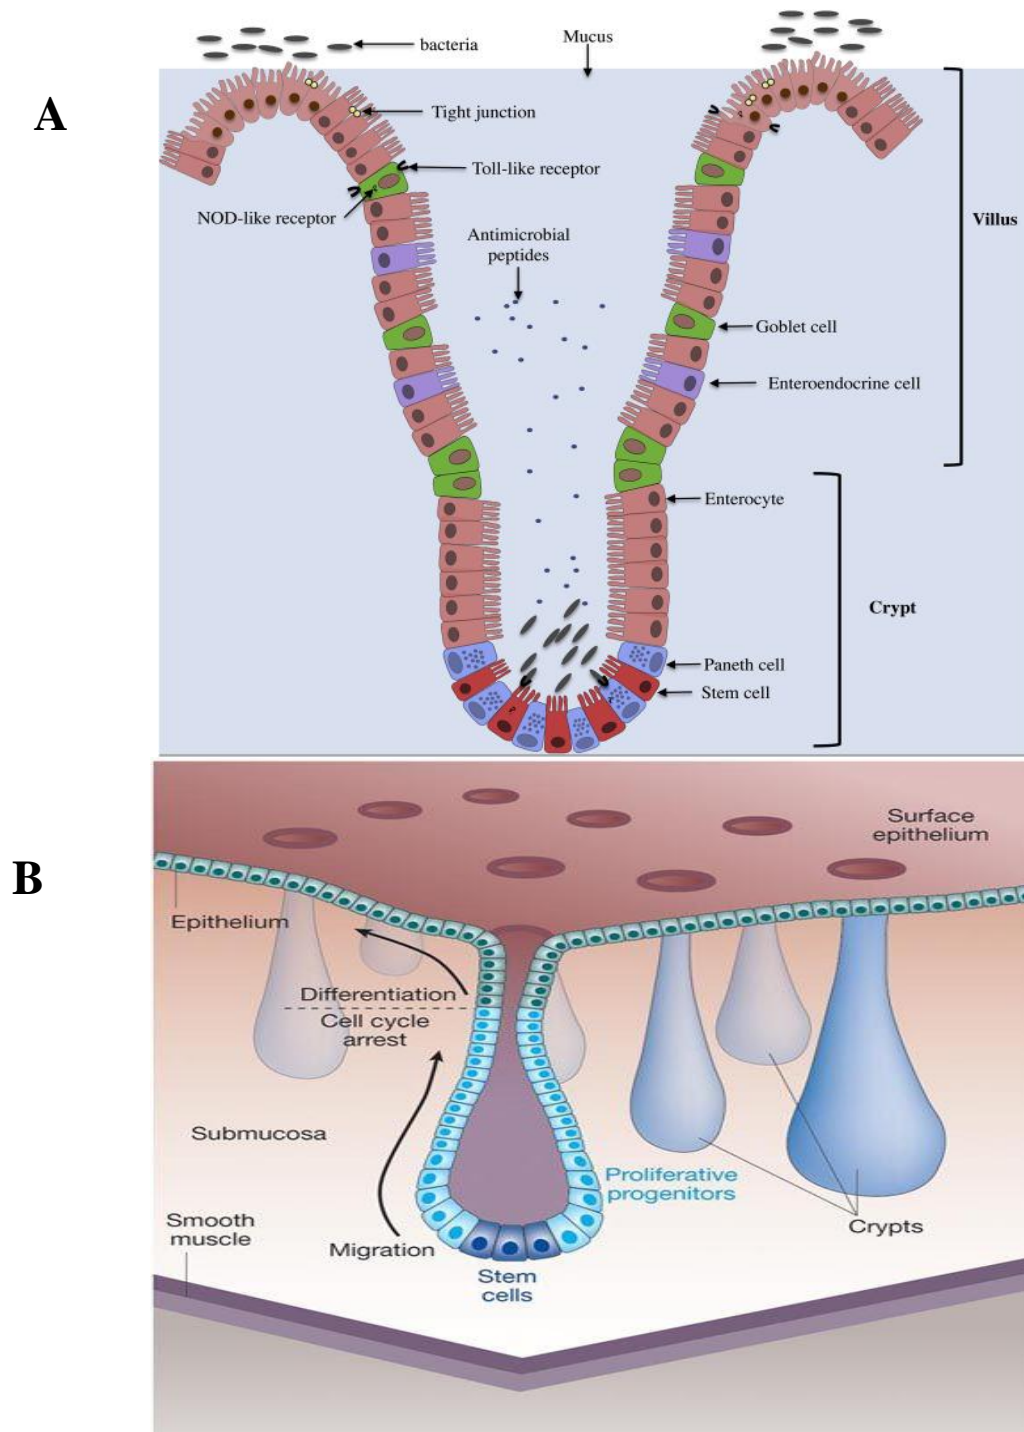 A
bacteria
Mucus
Tight junction
Toll-like receptor
NOD-like receptor
Villus
Antimicrobial
peptides
Goblet cell
Enteroendocrine cell
Enterocyte
Crypt
Paneth cell
Stem cell
B
Surface
epithelium
Epithelium
Differentiation
Cell cycle
arrest
Submucosa
Proliferative
progenitors
Smooth
muscle
Migration
Crypts
Stem
cells